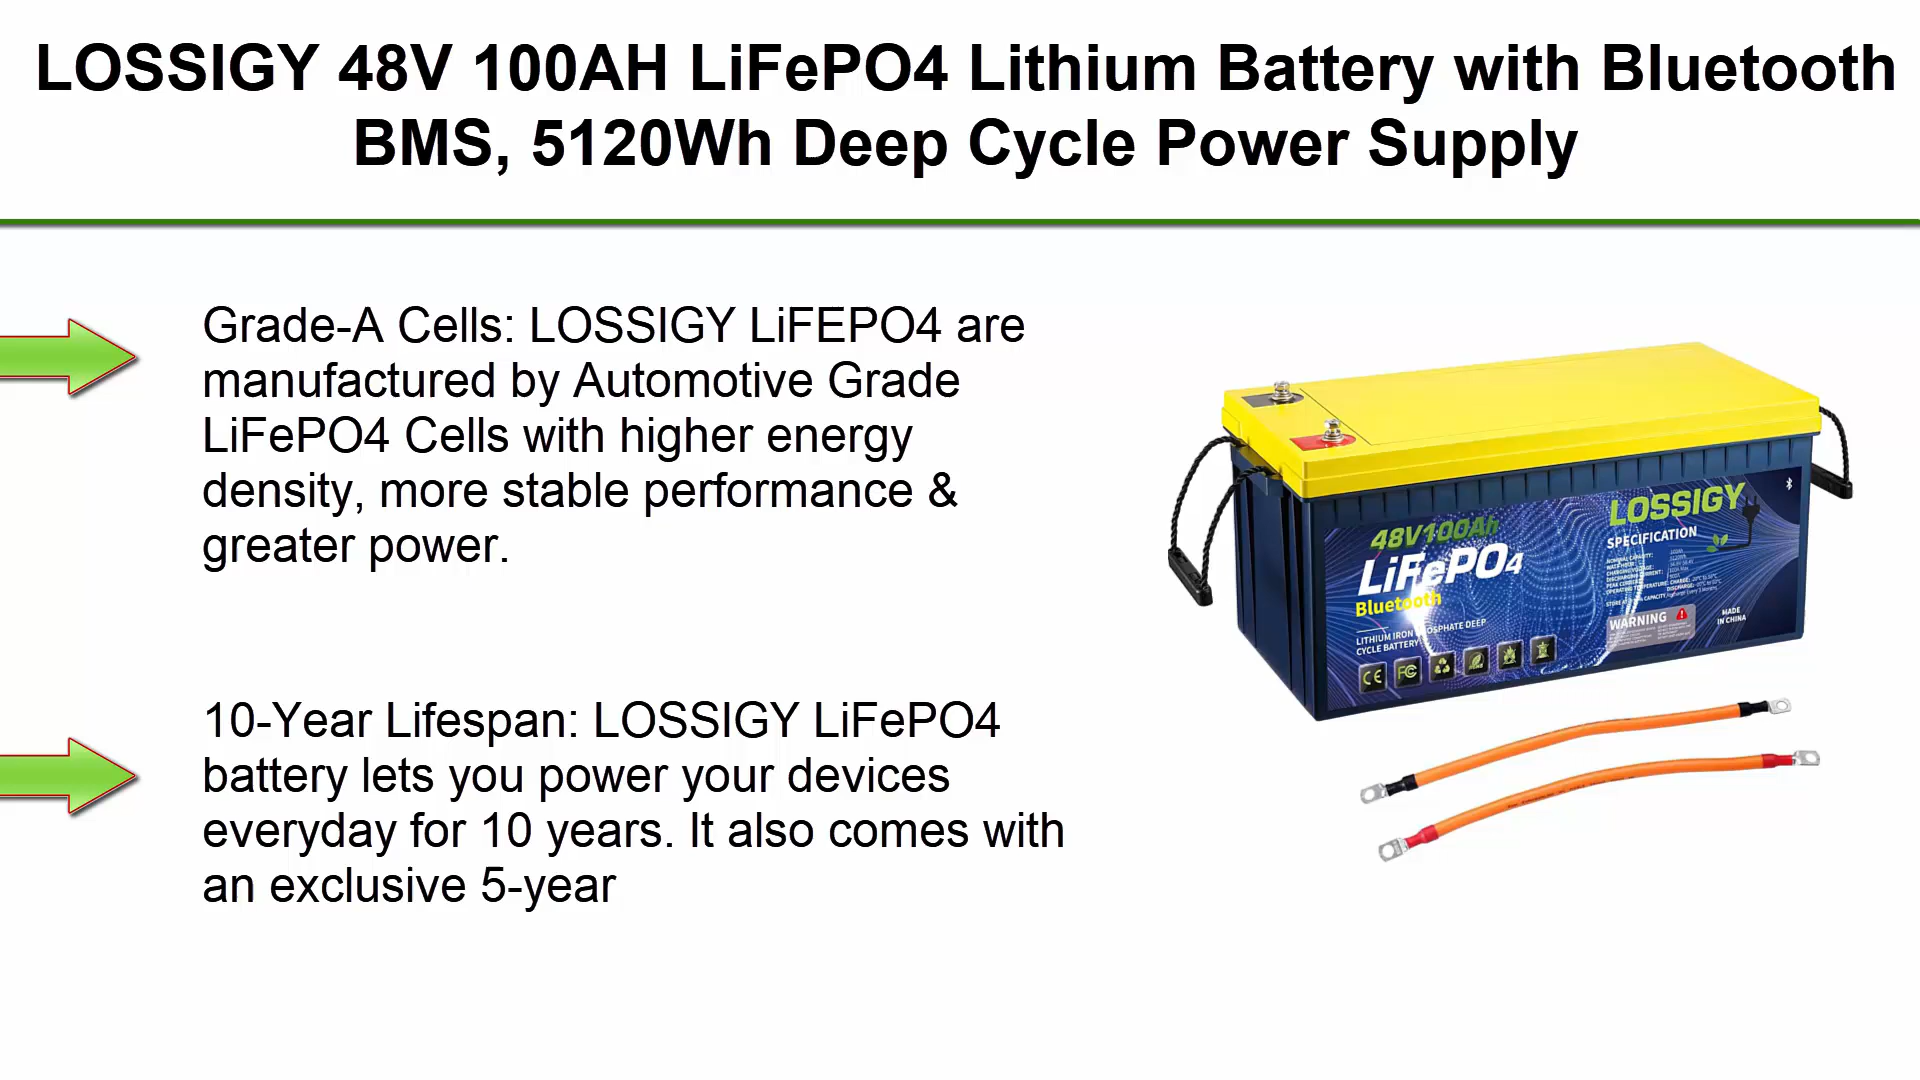 LOSSIGY 48V 100AH LiFePO4 Lithium Battery with Bluetooth
BMS, 5120Wh Deep Cycle Power Supply
Grade-A Cells: LOSSIGY LiFEPO4 are
manufactured by Automotive Grade
LiFePO4 Cells with higher energy
density, more stable performance &
greater power.
10-Year Lifespan: LOSSIGY LiFePO4
battery lets you power your devices
everyday for 10 years. It also comes with
an exclusive 5-year
48V100Ah
LiFePO4
Bluetooth
LITHIUM IRON PHOSPHATE DEEP
CYCLE BATTERY
CE FC
LOSSIGY
SPECIFICATION
WARNING
MADE
IN CHINA